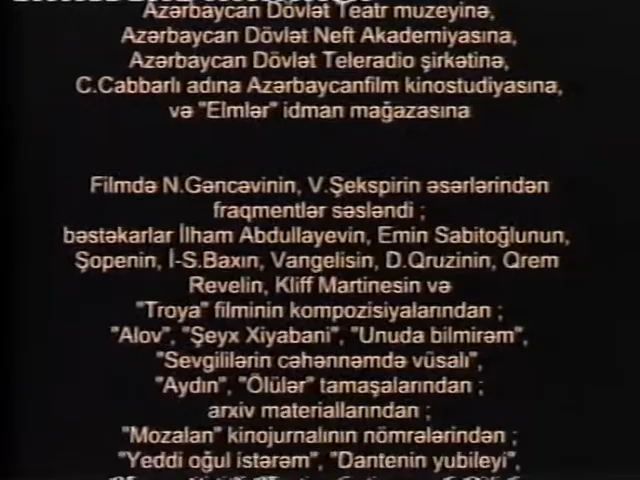 Azərbaycan Dövlət Teatr muzeyinə,
Azərbaycan Dövlət Neft Akademiyasına,
Azərbaycan Dövlət Teleradio şirkətinə,
C.Cabbarlı adına Azərbaycanfilm kinostudiyasına,
və "Elmlər" idman mağazasına
Filmdə N.Gəncəvinin, V.Şekspirin əsərlərindən
fraqmentlər səsləndi ;
bəstəkarlar İlham Abdullayevin, Emin Sabitoğlunun,
Şopenin, İ-S.Baxın, Vangelisin, D.Qruzinin, Qrem
Revelin, Kliff Martinesin və
"Troya" filminin kompozisiyalarından ;
"Alov", "Şeyx Xiyabani", "Unuda bilmirəm",
"Sevgililərin cəhənnəmdə vüsalı",
"Aydın", "Ölülər" tamaşalarından ;
arxiv materiallarından ;
"Mozalan" kinojurnalının nömrələrindən ;
"Yeddi oğul istərəm", "Dantenin yubileyi",